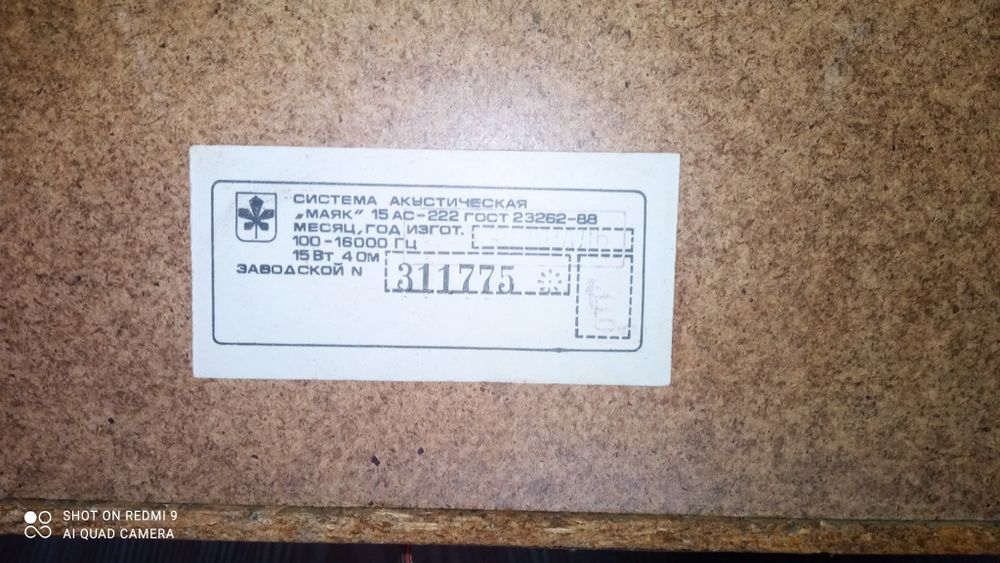 СИСТЕМА АКУСТИЧЕСКАЯ
„МАЯК" 15 АС-222 ГОСТ 23262-88
МЕСЯЦ, ГОД ИЗГОТ.
100-16000 ГЦ
15 Вт 4 Ом
ЗАВОДСКОЙ N 311775
SHOT ON REDMI 9
AI QUAD CAMERA